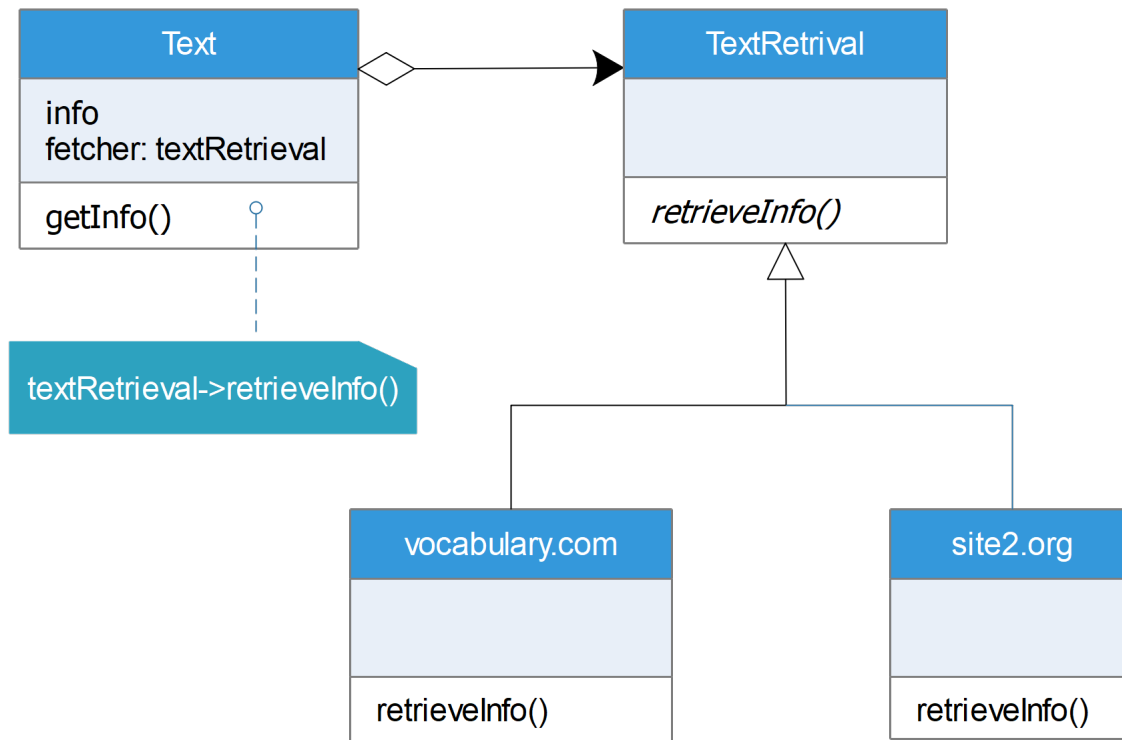 Text
info
fetcher: textRetrieval
getInfo()
TextRetrival
retrieveInfo()
textRetrieval->retrieveInfo()
vocabulary.com
retrieveInfo()
site2.org
retrieveInfo()